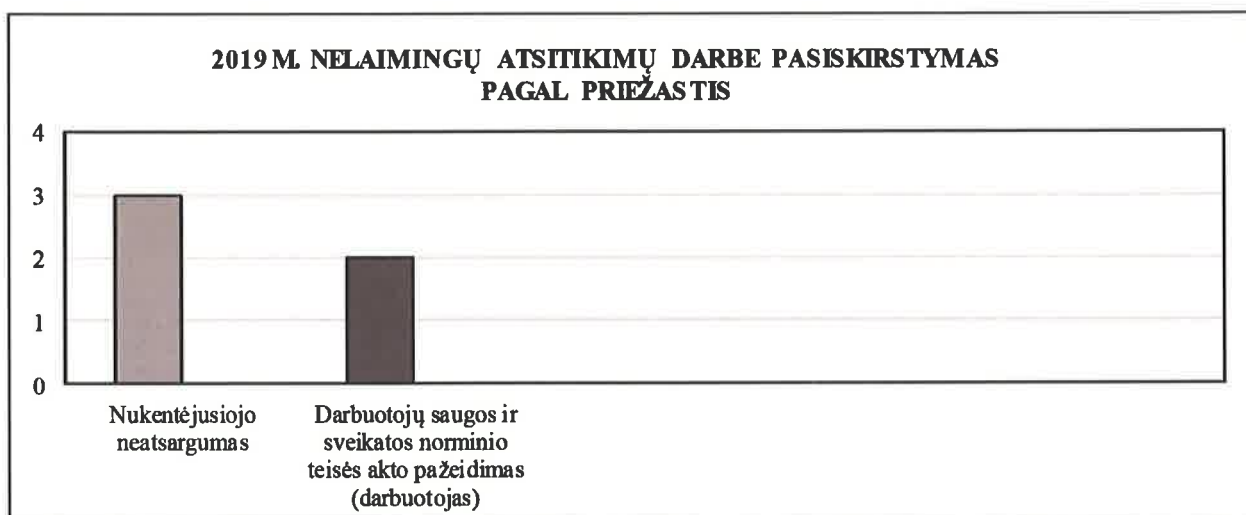 2019 M. NELAIMINGŲ ATSITIKIMŲ DARBE PASISKIRSTYMAS
PAGAL PRIEŽASTIS
4
3
2
1
0
Nukentėjusiojo
neatsargumas
Darbuotojų saugos ir
sveikatos norminio
teisės akto pažeidimas
(darbuotojas)